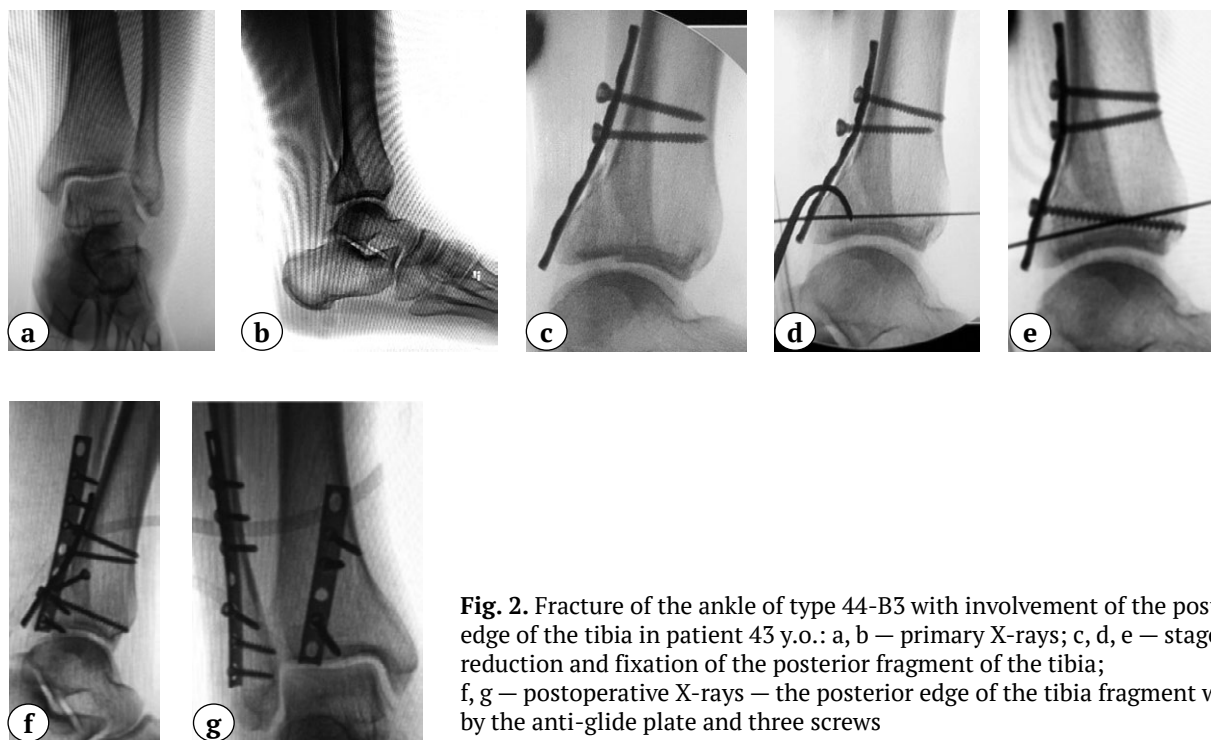 a
b
c
d
e
f
g
Fig. 2. Fracture of the ankle of type 44-B3 with involvement of the
edge of the tibia in patient 43 y.o.: a, b — primary X-rays; c, d, e —
reduction and fixation of the posterior fragment of the tibia;
f, g — postoperative X-rays — the posterior edge of the tibia fragment
by the anti-glide plate and three screws